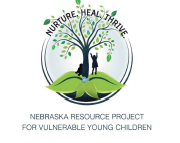 NURTURE. HEAL. THRIVE
NEBRASKA RESOURCE PROJECT
FOR VULNERABLE YOUNG CHILDREN